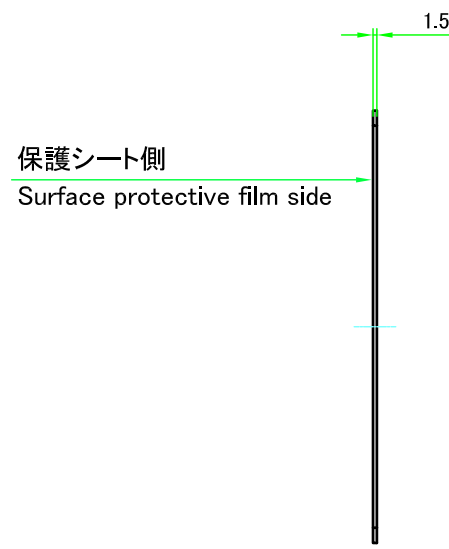 1.5
保護シート側
Surface protective film side